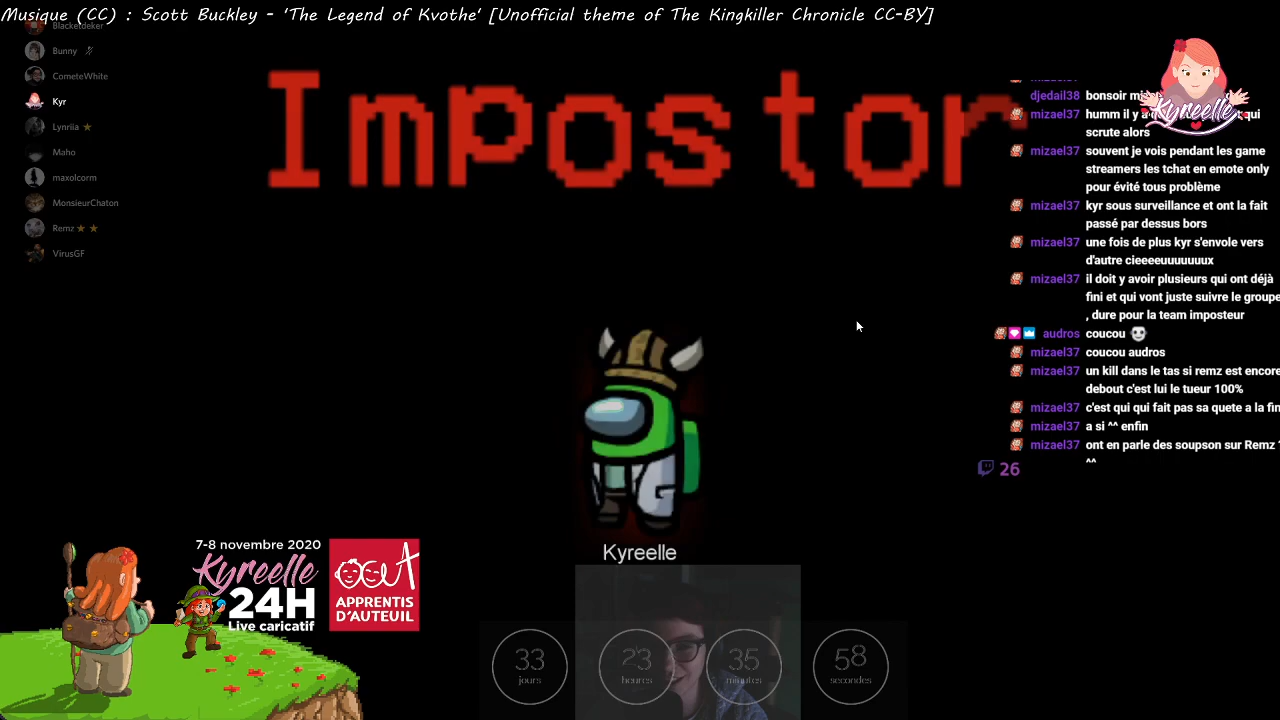 Musique (CC) : Scott Buckley - 'The Legend of Kvothe' [Unofficial theme of The Kingkiller Chronicle CC-BY]
Blacketdeker
Bunny
CometeWhite
Kyr
Lynriia
Maho
maxolcorm
MonsieurChaton
Remz
VirusGF
Impostor
Kyreelle
djedail38 bonsoir
mizael37 humm il y a qui
scrute alors
mizael37 souvent je vois pendant les game
streamers les tchat en emote only
pour évité tous problème
mizael37 kyr sous surveillance et ont la fait
passé par dessus bors
mizael37 une fois de plus kyr s'envole vers
d'autre cieeeeuuuuuuux
mizael37 il doit y avoir plusieurs qui ont déjà
fini et qui vont juste suivre le groupe
, dure pour la team imposteur
audros coucou
mizael37 coucou audros
mizael37 un kill dans le tas si remz est encore
debout c'est lui le tueur 100%
mizael37 c'est qui qui fait pas sa quete a la fin
mizael37 a si ^^ enfin
mizael37 ont en parle des soupson sur Remz ?
^^
26
Kyreelle
7-8 novembre 2020
Kyreelle
24H
Live caricatif
APPRENTIS
D'AUTEUIL
33 23 35 58
jours heures minutes secondes